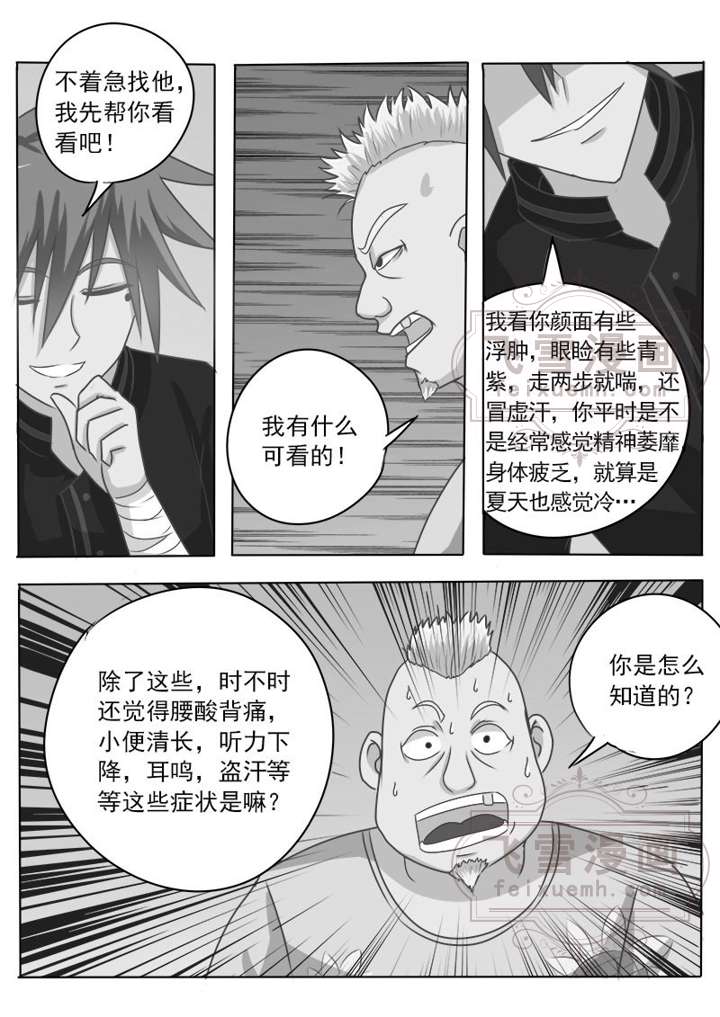 不着急找他，
我先帮你看
看吧！
我有什么
可看的！
我看你颜面有些
浮肿，眼睑有些青
紫，走两步就喘，还
冒虚汗，你平时是不
是经常感觉精神萎靡
身体疲乏，就算是
夏天也感觉冷…
飞雪漫画
feixuemh.com
除了这些，时不时
还觉得腰酸背痛，
小便清长，听力下
降，耳鸣，盗汗等
等这些症状是嘛？
你是怎么
知道的？
飞雪漫画
feixuemh.com